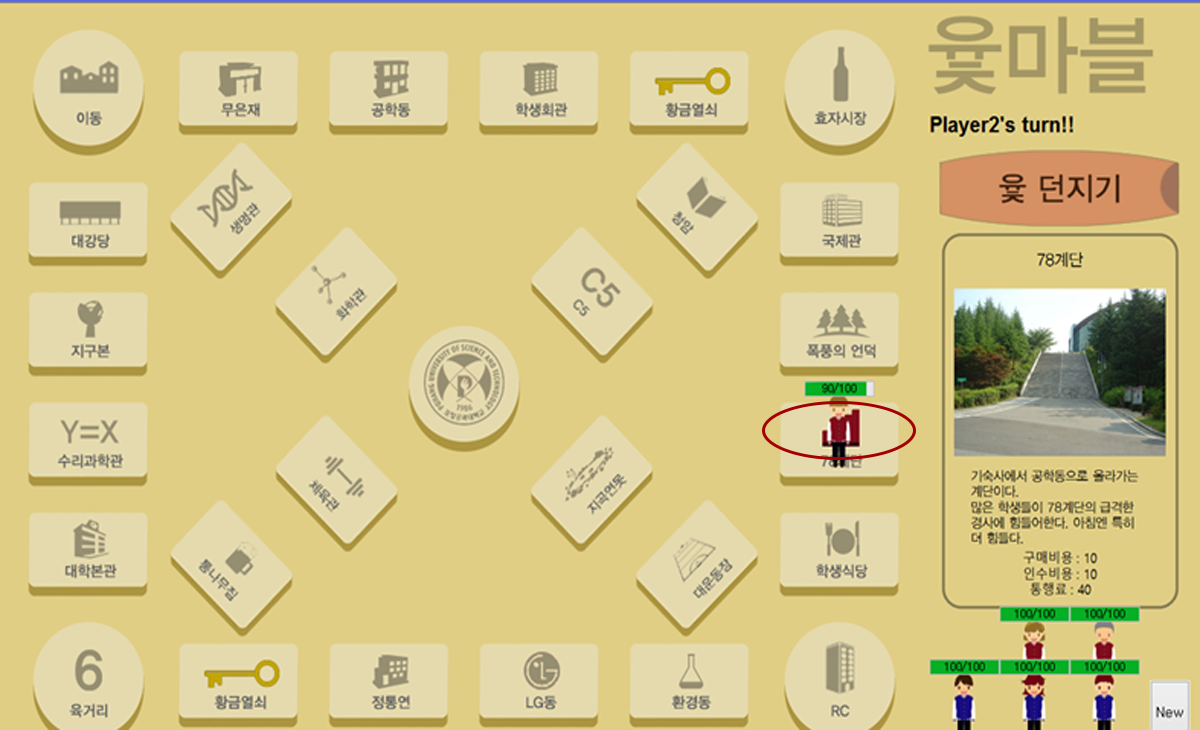 윷마블
Player2's turn!!
윷 던지기
이동
무은재
공학동
학생회관
황금열쇠
효자시장
대강당
생명관
청암
국제관
지구본
화학관
C5
C5
폭풍의 언덕
90/100
POHANG UNIVERSITY OF SCIENCE AND TECHNOLOGY
1986
Y=X
수리과학관
체육관
지곡연못
78계단
대학본관
통나무집
대운동장
학생식당
6
육거리
황금열쇠
정통연
LG동
환경동
RC
78계단
기숙사에서 공학동으로 올라가는
계단이다.
많은 학생들이 78계단의 급격한
경사에 힘들어한다. 아침엔 특히
더 힘들다.
구매비용 : 10
인수비용 : 10
통행료 : 40
100/100
100/100
100/100
100/100
100/100
New